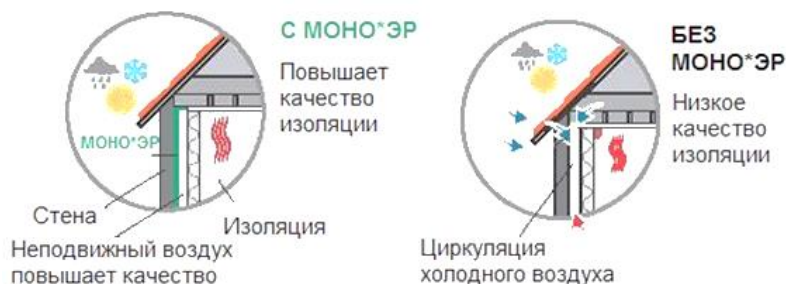 С МОНО*ЭР
Повышает
качество
изоляции
МОНО*ЭР
Стена
Изоляция
Неподвижный воздух
повышает качество
БЕЗ
МОНО*ЭР
Низкое
качество
изоляции
Циркуляция
холодного воздуха